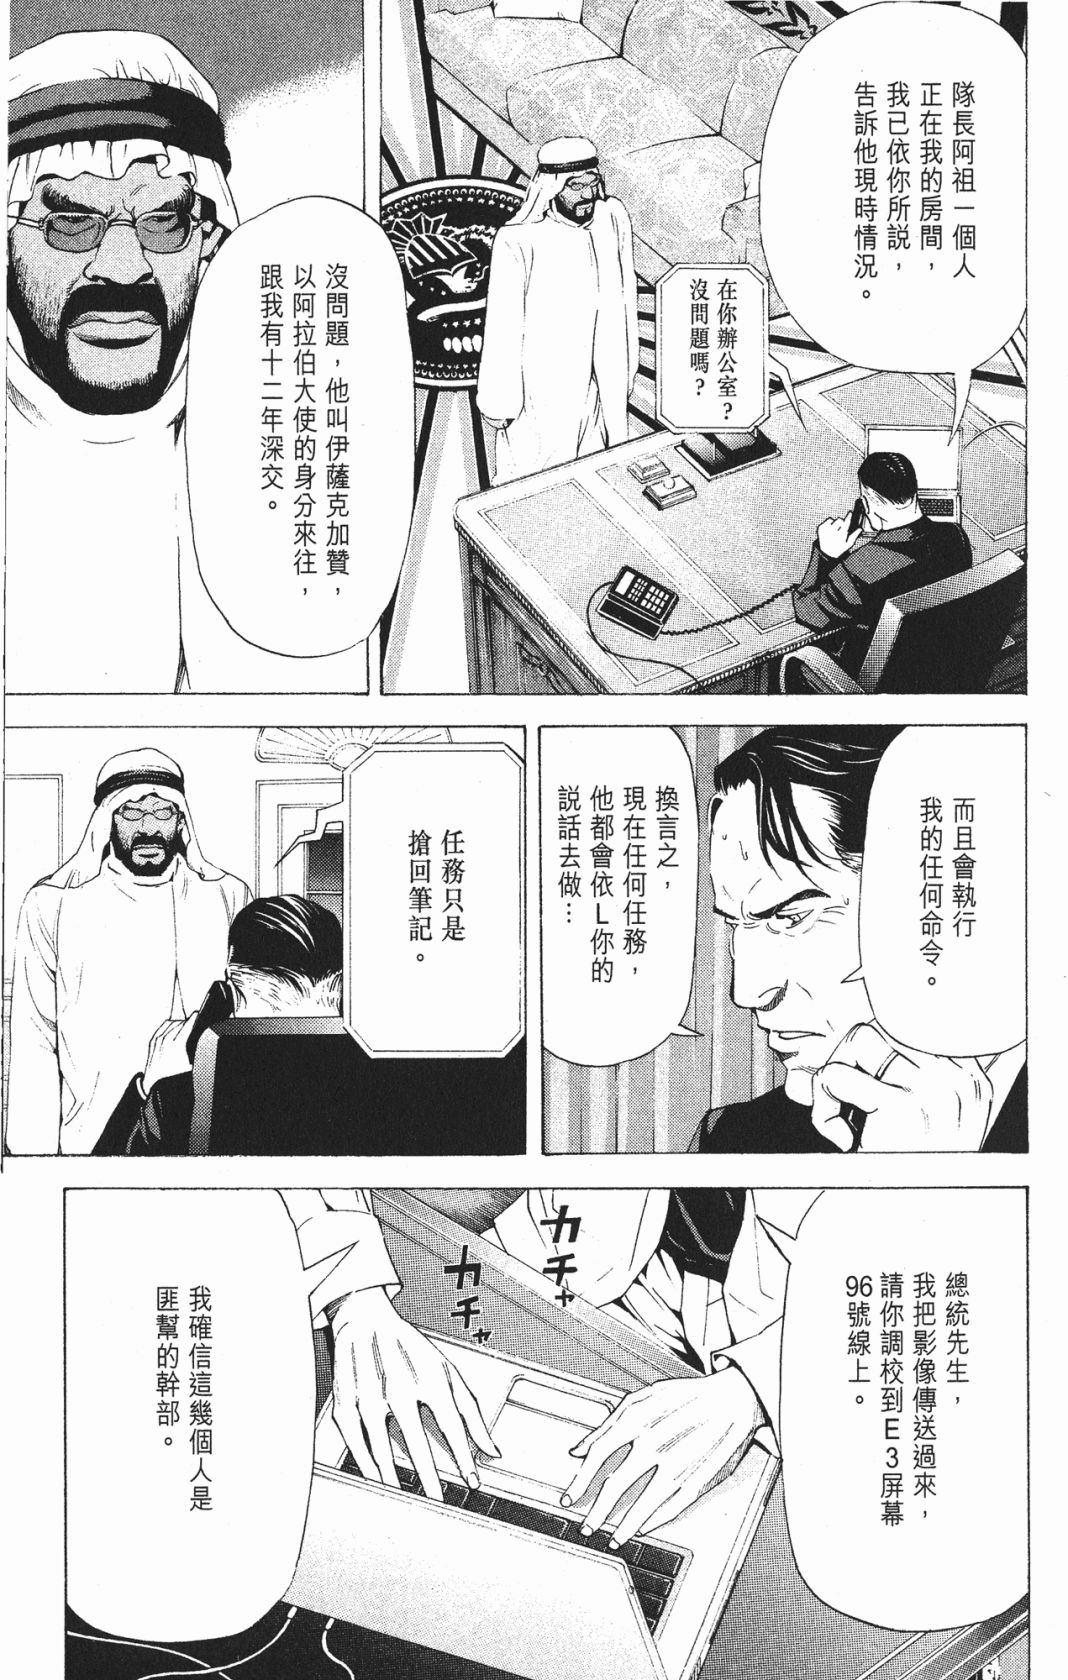 隊長阿祖一個人
正在我的房間，
我已依你所說，
告訴他現時情況。
在你辦公室？
沒問題嗎？
沒問題，他叫伊薩克加贊，
以阿拉伯大使的身分來往，
跟我有十二年深交。
而且會執行
我的任何命令。
換言之，
現在任何任務，
他都會依L你的
說話去做…
任務只是
搶回筆記。
總統先生，
我把影像傳送過來，
請你調校到E3屏幕
96號線上。
カチャ
カチャ
我確信這幾個人是
匪幫的幹部。